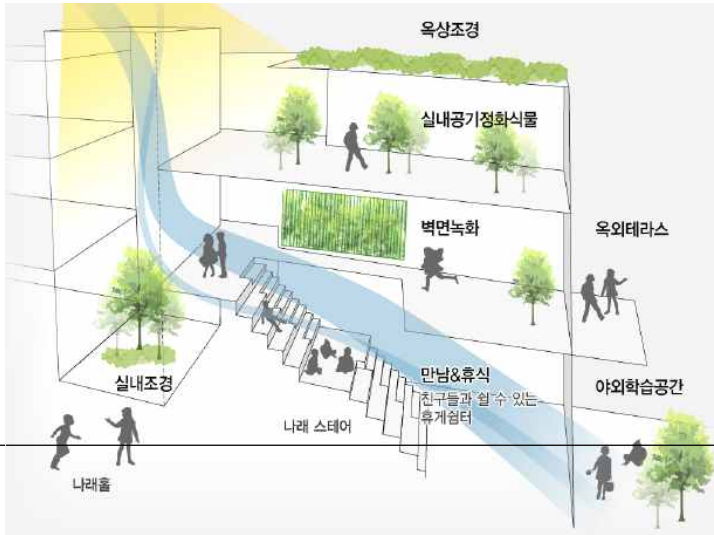 옥상조경
실내공기정화식물
벽면녹화
옥외테라스
실내조경
만남&휴식
친구들과 쉴 수 있는
휴게쉼터
야외학습공간
나래 스테어
나래홀